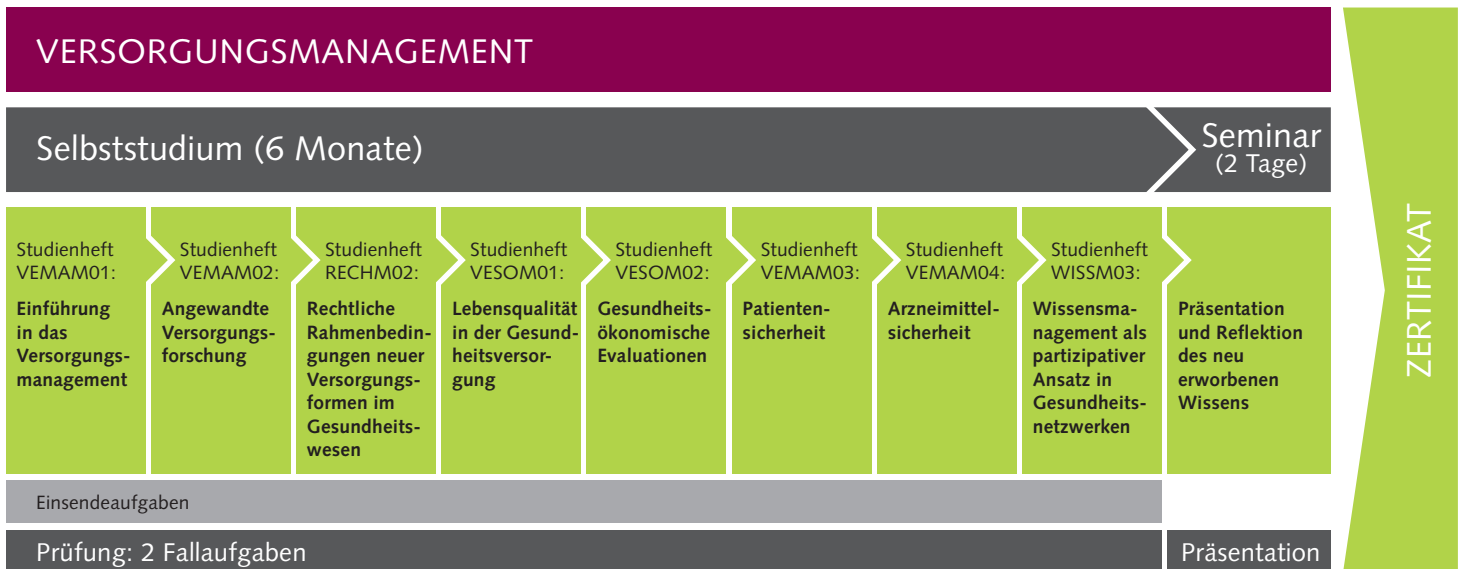 VERSORGUNGSMANAGEMENT
Selbststudium (6 Monate)
Seminar
(2 Tage)
Studienheft
VEMAM01:
Einführung
in das
Versorgungs-
management
Studienheft
VEMAM02:
Angewandte
Versorgungs-
forschung
Studienheft
RECHM02:
Rechtliche
Rahmenbedin-
gungen neuer
Versorgungs-
formen im
Gesundheits-
wesen
Studienheft
VESOM01:
Lebensqualität
in der Gesund-
heitsversor-
gung
Studienheft
VESOM02:
Gesundheits-
ökonomische
Evaluationen
Studienheft
VEMAM03:
Patienten-
sicherheit
Studienheft
VEMAM04:
Arzneimittel-
sicherheit
Studienheft
WISSM03:
Wissensma-
nagement als
partizipativer
Ansatz in
Gesundheits-
netzwerken
Präsentation
und Reflektion
des neu
erworbenen
Wissens
Einsendeaufgaben
Prüfung: 2 Fallaufgaben
Präsentation
ZERTIFIKAT